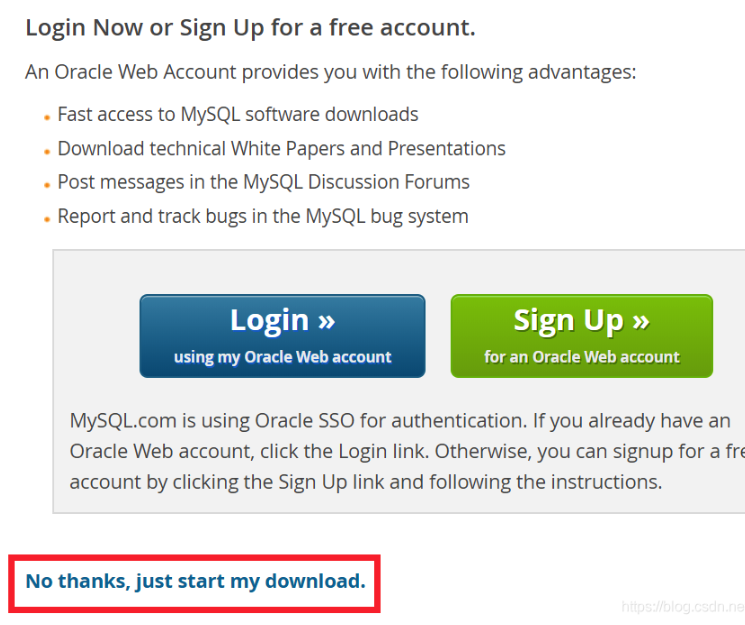 Login Now or Sign Up for a free account.
An Oracle Web Account provides you with the following advantages:
Fast access to MySQL software downloads
Download technical White Papers and Presentations
Post messages in the MySQL Discussion Forums
Report and track bugs in the MySQL bug system
Login »
using my Oracle Web account
Sign Up »
for an Oracle Web account
MySQL.com is using Oracle SSO for authentication. If you already have an
Oracle Web account, click the Login link. Otherwise, you can signup for a fre
account by clicking the Sign Up link and following the instructions.
No thanks, just start my download.
https://blog.csdn.ne